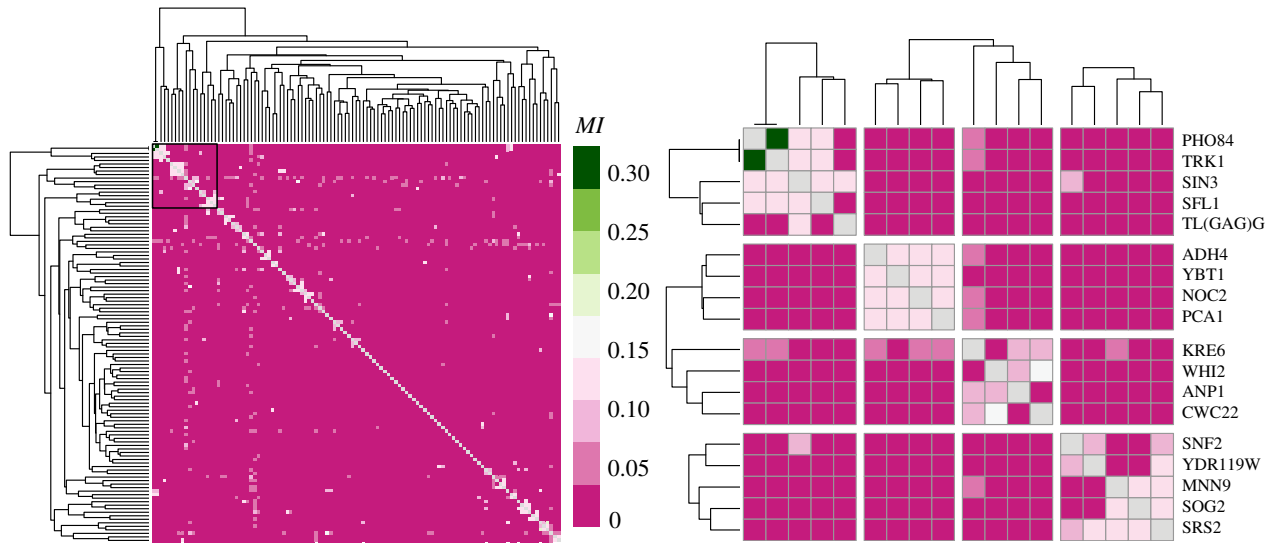 MI
0.30
0.25
0.20
0.15
0.10
0.05
0
PHO84
TRK1
SIN3
SFL1
TL(GAG)G
ADH4
YBT1
NOC2
PCA1
KRE6
WHI2
ANP1
CWC22
SNF2
YDR119W
MNN9
SOG2
SRS2